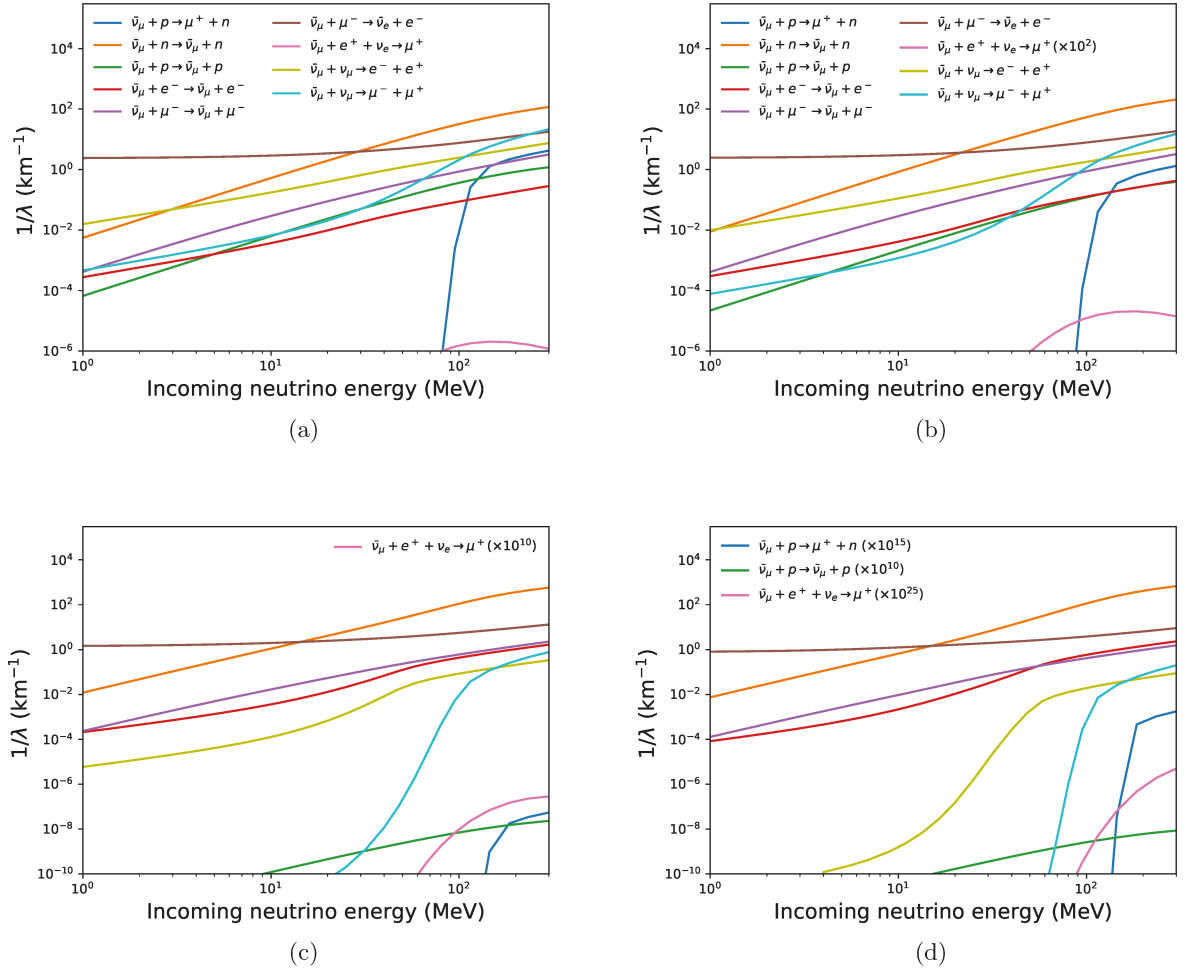 ν̄μ + p → μ⁺ + n
ν̄μ + n → ν̄μ + n
ν̄μ + p → ν̄μ + p
ν̄μ + e⁻ → ν̄μ + e⁻
ν̄μ + μ⁻ → ν̄μ + μ⁻
ν̄μ + μ⁻ → ν̄e + e⁻
ν̄μ + e⁺ + νe → μ⁺
ν̄μ + νμ → e⁻ + e⁺
ν̄μ + νμ → μ⁻ + μ⁺
10⁴
10²
10⁰
10⁻²
10⁻⁴
10⁻⁶
1/λ (km⁻¹)
10⁰ 10¹ 10²
Incoming neutrino energy (MeV)
(a)
ν̄μ + p → μ⁺ + n
ν̄μ + n → ν̄μ + n
ν̄μ + p → ν̄μ + p
ν̄μ + e⁻ → ν̄μ + e⁻
ν̄μ + μ⁻ → ν̄μ + μ⁻
ν̄μ + μ⁻ → ν̄e + e⁻
ν̄μ + e⁺ + νe → μ⁺ (×10²)
ν̄μ + νμ → e⁻ + e⁺
ν̄μ + νμ → μ⁻ + μ⁺
10⁴
10²
10⁰
10⁻²
10⁻⁴
10⁻⁶
1/λ (km⁻¹)
10⁰ 10¹ 10²
Incoming neutrino energy (MeV)
(b)
ν̄μ + e⁺ + νe → μ⁺ (×10¹⁰)
10⁴
10²
10⁰
10⁻²
10⁻⁴
10⁻⁶
10⁻⁸
10⁻¹⁰
1/λ (km⁻¹)
10⁰ 10¹ 10²
Incoming neutrino energy (MeV)
(c)
ν̄μ + p → μ⁺ + n (×10¹⁵)
ν̄μ + p → ν̄μ + p (×10¹⁰)
ν̄μ + e⁺ + νe → μ⁺ (×10²⁵)
10⁴
10²
10⁰
10⁻²
10⁻⁴
10⁻⁶
10⁻⁸
10⁻¹⁰
1/λ (km⁻¹)
10⁰ 10¹ 10²
Incoming neutrino energy (MeV)
(d)